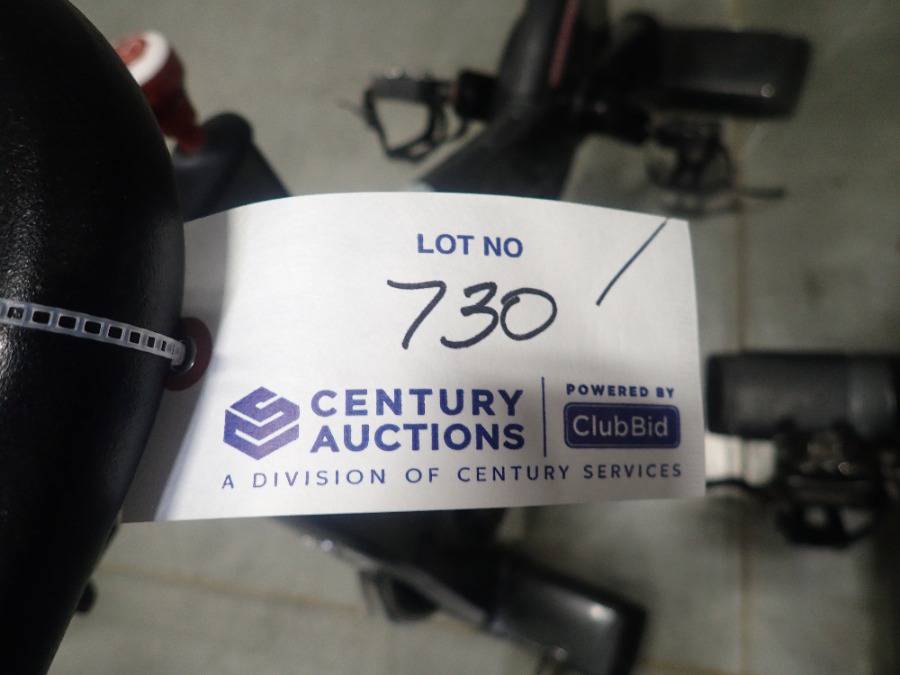 LOT NO
730 /
CENTURY
AUCTIONS
POWERED BY
ClubBid
A DIVISION OF CENTURY SERVICES